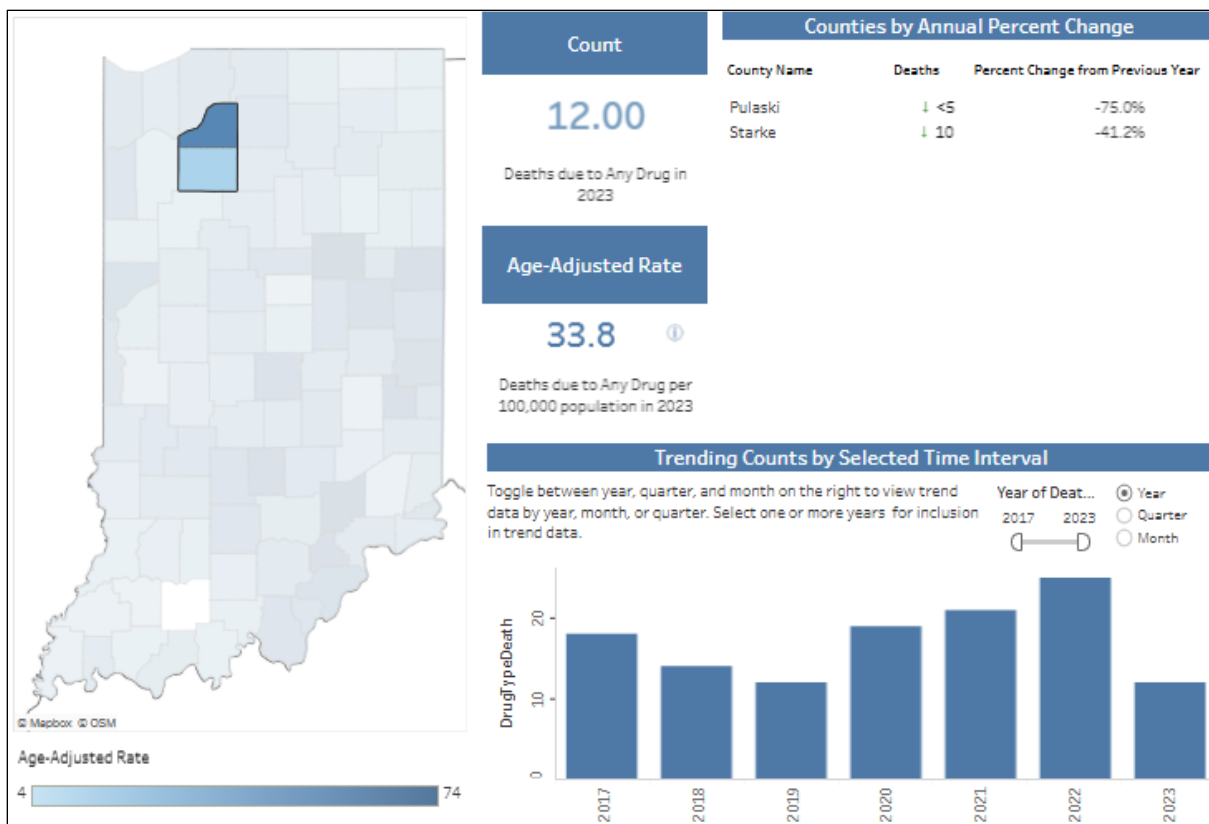 © Mapbox © OSM
Age-Adjusted Rate
4 74
Count
12.00
Deaths due to Any Drug in
2023
Age-Adjusted Rate
33.8
Deaths due to Any Drug per
100,000 population in 2023
Counties by Annual Percent Change
County Name Deaths Percent Change from Previous Year
Pulaski ↓ <5 -75.0%
Starke ↓ 10 -41.2%
Trending Counts by Selected Time Interval
Toggle between year, quarter, and month on the right to view trend
data by year, month, or quarter. Select one or more years for inclusion
in trend data.
Year of Deat...
2017 2023
Year
Quarter
Month
DrugTypeDeath
20
10
0
2017 2018 2019 2020 2021 2022 2023